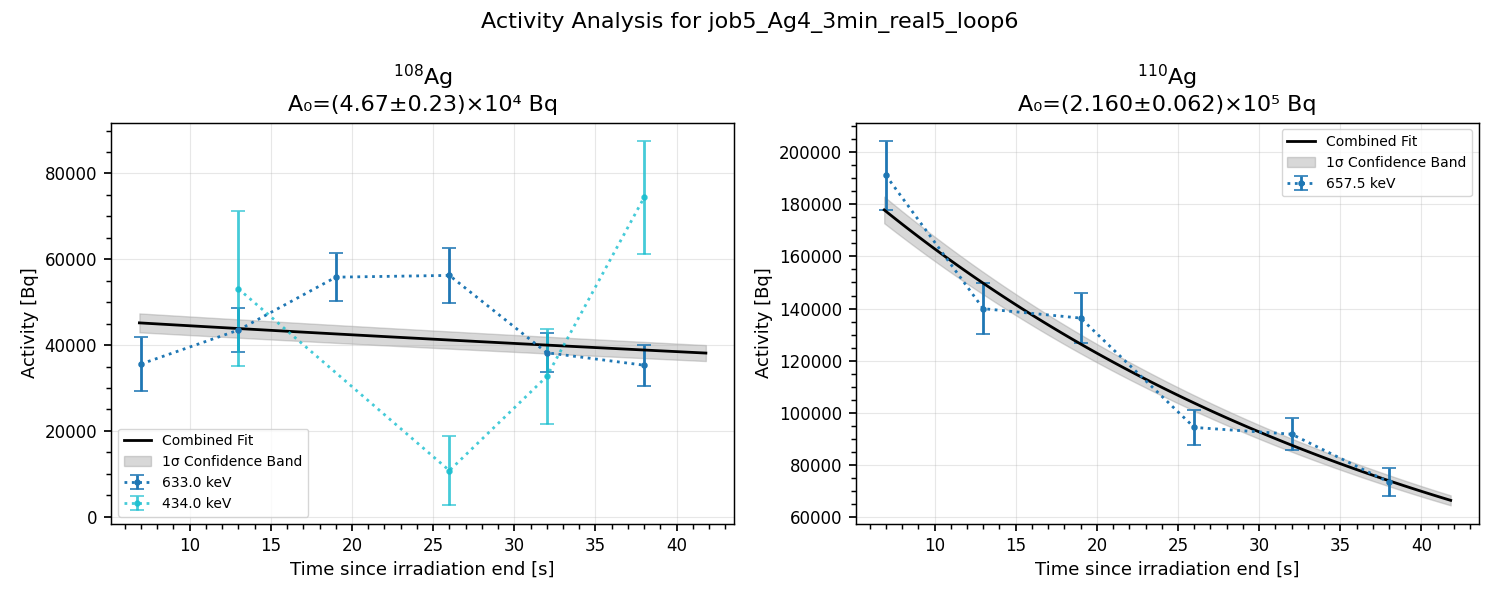 Activity Analysis for job5_Ag4_3min_real5_loop6
¹⁰⁸Ag
A₀=(4.67±0.23)×10⁴ Bq
Activity [Bq]
80000
60000
40000
20000
0
Combined Fit
1σ Confidence Band
633.0 keV
434.0 keV
10 15 20 25 30 35 40
Time since irradiation end [s]
¹¹⁰Ag
A₀=(2.160±0.062)×10⁵ Bq
Activity [Bq]
200000
180000
160000
140000
120000
100000
80000
60000
Combined Fit
1σ Confidence Band
657.5 keV
10 15 20 25 30 35 40
Time since irradiation end [s]